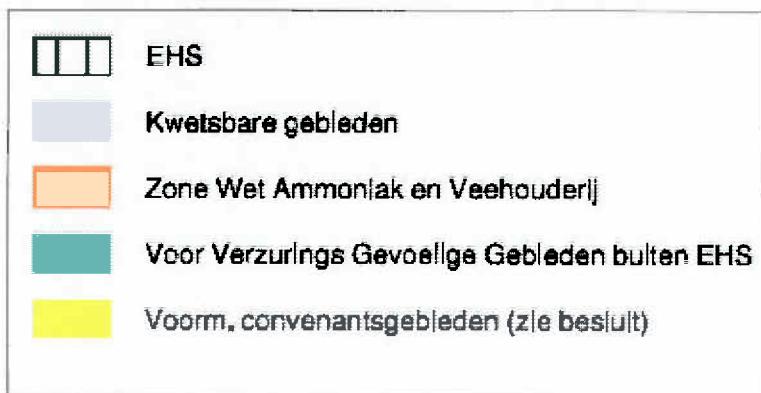 EHS
Kwetsbare gebieden
Zone Wet Ammoniak en Veehouderij
Voor Verzurings Gevoelige Gebieden buiten EHS
Voorm. convenantsgebieden (zie besluit)